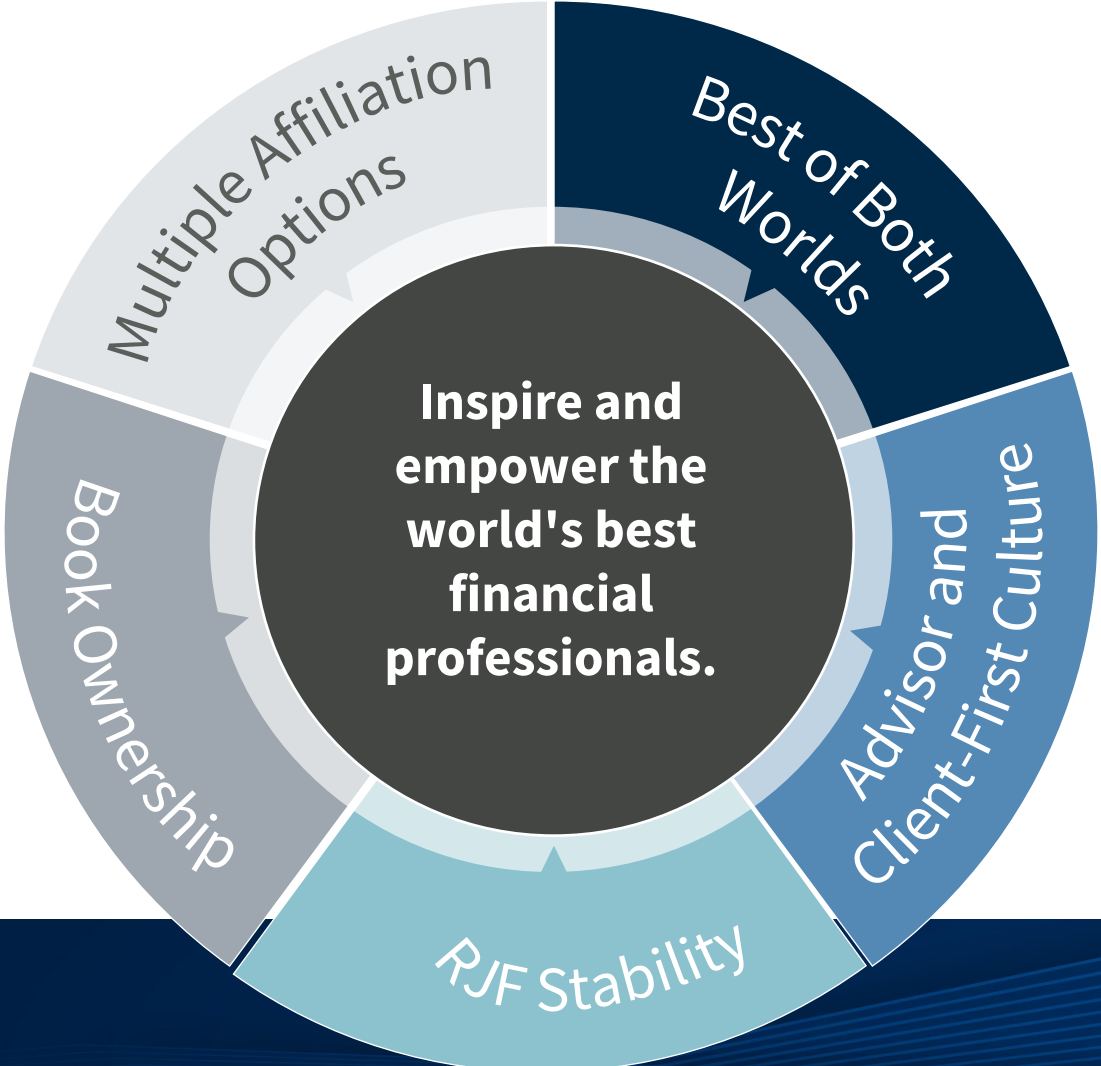 Multiple Affiliation
Options
Best of Both
Worlds
Advisor and
Client-First Culture
RJF Stability
Book Ownership
Inspire and
empower the
world's best
financial
professionals.